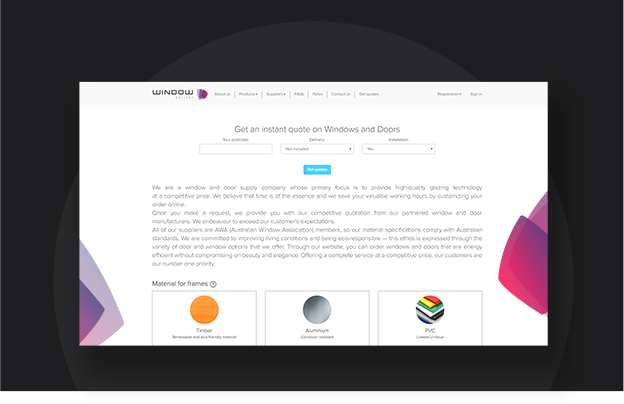 WINDOW
About us Products Suppliers FAQs News Contact us Get quotes Registration Sign in
Get an instant quote on Windows and Doors
Your postcode: Delivery: Installation:
Not included Yes
Get quotes
We are a window and door supply company whose primary focus is to provide high-quality glazing technology
at a competitive price. We believe that time is of the essence and we save your valuable working hours by customizing your
order online.
Once you make a request, we provide you with our competitive quotation from our partnered window and door
manufacturers. We endeavour to exceed our customer's expectations.
All of our suppliers are AWA (Australian Window Association) members, so our material specifications comply with Australian
standards. We are committed to improving living conditions and being eco-responsible — this ethos is expressed through the
variety of door and window options that we offer. Through our website, you can order windows and doors that are energy
efficient without compromising on beauty and elegance. Offering a complete service at a competitive price, our customers are
our number one priority.
Material for frames ?
Timber Aluminium PVC
Renewable and eco friendly material Corrosion resistant Lowest U-Value